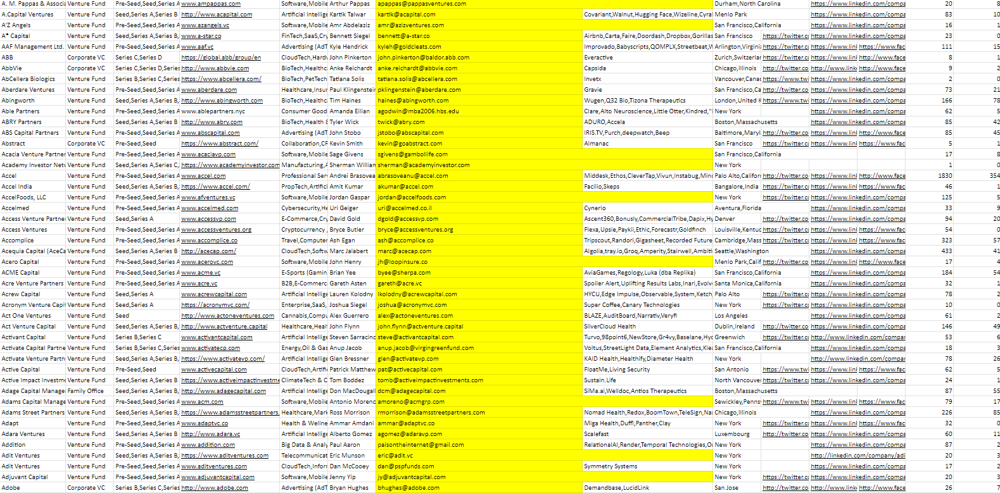 A. M. Pappas & Associa Venture Fund Pre-Seed,Seed,Series A www.ampappas.com Software,Mobile Arthur Pappas apappas@pappasventures.com Durham,North Carolina https://www.linkedin.com/compa 20 8
A.Capital Ventures Venture Fund Pre-Seed,Seed,Series A http://www.acapital.com Artificial Intellige Kartik Talwar kartik@acapital.com Covariant,Walnut,Hugging Face,Wizeline,Cyral Menlo Park https://www.linkedin.com/compa 83 10
A'Z Angels Venture Fund Pre-Seed,Seed,Series A www.azangels.vc Software,Mobile Amr Abdelaziz amr@azizventures.com San Francisco,California https://www.linkedin.com/compa 16 1
A* Capital Venture Fund Seed,Series A,Series B, www.a-star.co FinTech,SaaS,Cry Bennett Siegel bennett@a-star.co Airbnb,Carta,Faire,Doordash,Dropbox,Gorillas San Francisco https://twitter.co https://www.linkedin.com/compa 23 0
AAF Management Ltd. Venture Fund Pre-Seed,Seed,Series A www.aaf.vc Advertising (AdT Kyle Hendrick kyleh@goldcleats.com Improvado,Babyscripts,QOMPLX,Streetbeat,W Arlington,Virginia http://twitter.co https://www.linl https://www.fac 111 15
ABB Corporate VC Series C,Series D https://global.abb/group/en CloudTech,Hardw John Pinkerton john.pinkerton@baldor.abb.com Everactive Zurich,Switzerlan https://twitter.co https://www.linl https://www.fac 8 1
AbbVie Corporate VC Series C,Series D,Series http://www.abbvie.com BioTech,Healthca Anke Reichardt anke.reichardt@abbvie.com Capsida Chicago,Illinois https://twitter.co http://www.link http://www.face 9 2
AbCellera Biologics Venture Fund Series B,Series C,Series https://www.abcellera.com/ BioTech,PetTech Tatiana Solis tatiana.solis@abcellera.com Invetx Vancouver,Canad https://www.twi https://www.linkedin.com/compa 2 0
Aberdare Ventures Venture Fund Pre-Seed,Seed,Series A www.aberdare.com Healthcare,Insur Paul Klingenstein pklingenstein@aberdare.com Gravie San Francisco,Ca http://twitter.co https://www.linkedin.com/compa 73 21
Abingworth Venture Fund Seed,Series A,Series B, http://www.abingworth.com BioTech,Healthc Tim Haines haines@abingworth.com Wugen,Q32 Bio,Tizona Therapeutics London,United K https://twitter.co https://www.linkedin.com/compa 166 78
Able Partners Venture Fund Pre-Seed,Seed,Series A www.ablepartners.nyc Consumer Good Amanda Eilian agodwin@mba2006.hbs.edu Clare,Alto Neuroscience,Little Otter,Kindred," New York https://www.linkedin.com/compa 62 5
ABRY Partners Venture Fund Seed,Series A,Series B http://www.abry.com BioTech,Health & Tyler Wick twick@abry.com ADURO,Accela Boston,Massachusetts https://www.linkedin.com/compa 85 42
ABS Capital Partners Venture Fund Pre-Seed,Seed,Series A www.abscapital.com Advertising (AdT John Stobo jstobo@abscapital.com IRIS.TV,Purch,deepwatch,Beep Baltimore,Maryl http://twitter.co https://www.linl http://www.face 85 45
Abstract Corporate VC Pre-Seed,Seed https://www.abstract.com/ Collaboration,CR Kevin Smith kevin@goabstract.com Almanac San Francisco https://twitter.co https://www.linkedin.com/compa 5 1
Acacia Venture Partner Venture Fund Pre-Seed,Seed,Series A www.acaciavp.com Software,Mobile Sage Givens sgivens@gambollife.com San Francisco,California 17 8
Academy Investor Netw Venture Fund Seed,Series A,Series C, https://www.academyinvestor.com Manufacturing,A Sherman William sherman@academyinvestor.com New York 1 0
Accel Venture Fund Pre-Seed,Seed,Series A www.accel.com Professional Serv Andrei Brasovea abrasoveanu@accel.com Middesk,Ethos,CleverTap,Vivun,Instabug,Mind Palo Alto,Californ http://twitter.co https://www.linl http://www.face 1830 354
Accel India Venture Fund Seed,Series A,Series B, https://www.accel.com/ PropTech,Artific Amit Kumar akumar@accel.com Facilio,Skeps Bangalore,India https://twitter.co https://www.linl https://www.fac 46 1
AccelFoods, LLC Venture Fund Pre-Seed,Seed,Series A www.afventures.vc Software,Mobile Jordan Gaspar jordan@accelfoods.com New York http://twitter.co https://www.linkedin.com/compa 125 5
Accelmed Venture Fund Pre-Seed,Seed,Series A www.accelmed.com Cybersecurity,He Uri Geiger uri@accelmed.co.il Cynerio Aventura,Florida https://www.linkedin.com/compa 33 9
Access Venture Partner Venture Fund Seed,Series A www.accessvp.com E-Commerce,Cry David Gold dgold@accessvp.com Ascent360,Bonusly,CommercialTribe,Dapix,Hy Denver http://twitter.co https://www.linl http://www.face 94 20
Access Ventures Venture Fund Pre-Seed,Seed,Series A www.accessventures.org Cryptocurrency / Bryce Butler bryce@accessventures.org Flexa,Upsie,Paykii,Ethic,Forecastr,Goldfinch Louisville,Kentuc https://twitter.co https://www.linl https://www.fac 54 0
Accomplice Venture Fund Pre-Seed,Seed,Series A www.accomplice.co Travel,Computer Ash Egan ash@accomplice.co Tripscout,Randori,Gigasheet,Recorded Future Cambridge,Mass http://twitter.co https://www.linl https://www.fac 323 57
Acequia Capital (AceCa Venture Fund Seed,Series A,Series B, http://acecap.com/ CloudTech,Softw Marc Jalabert marc@acecap.com Algolia,tray.io,Groq,Amperity,Stairwell,Ambiti Seattle,Washington https://www.linkedin.com/compa 433 41
Acero Capital Venture Fund Pre-Seed,Seed,Series A www.acerovc.com Software,Mobile John Henry jh@loopinsure.co Menlo Park,Calif http://twitter.co https://www.linl http://www.face 17 4
ACME Capital Venture Fund Pre-Seed,Seed,Series A www.acme.vc E-Sports (Gamin Brian Yee byee@sherpa.com AviaGames,Regology,Luka (dba Replika) San Francisco,California https://www.linkedin.com/compa 184 54
Acre Venture Partners Venture Fund Pre-Seed,Seed,Series A www.acre.vc B2B,E-Commerc Gareth Asten gareth@acre.vc Spoiler Alert,Uplifting Results Labs,Inari,Evolv Santa Monica,California https://www.linkedin.com/compa 32 1
Acrew Capital Venture Fund Seed,Series A www.acrewcapital.com Artificial Intellige Lauren Kolodny lkolodny@acrewcapital.com HYCU,Edge Impulse,Observable,System,Ketch, Palo Alto https://twitter.co https://www.linkedin.com/compa 78 2
Acronym Venture Capit Venture Fund Seed,Series A https://acronymvc.com/ Enterprise,SaaS, Joshua Siegel joshua@acronymvc.com Super Coffee,Canary Technologies New York https://twitter.co https://www.linkedin.com/compa 10 0
Act One Ventures Venture Fund Seed http://www.actoneventures.com Cannabis,Compu Alex Guerrero alex@actoneventures.com BLAZE,AuditBoard,Narrativ,Veryfi Los Angeles https://www.linkedin.com/compa 61 2
Act Venture Capital Venture Fund Seed,Series A,Series B, http://www.actventure.capital Healthcare,Healt John Flynn john.flynn@actventure.capital SilverCloud Health Dublin,Ireland http://twitter.co https://www.linkedin.com/compa 146 49
Activant Capital Venture Fund Series B,Series C www.activantcapital.com Artificial Intellige Steven Sarracinc steve@activantcapital.com Turvo,98point6,NewStore,Gr4vy,Baselane,Hyc Greenwich https://twitter.co http://www.linkedin.com/compan 53 6
Activate Capital Partne Venture Fund Series B,Series C,Series www.activatecp.com Energy,Oil & Gas Anup Jacob anup.jacob@virgingreenfund.com Voltus,StreetLight Data,Element Analytics,Klea San Francisco,California https://www.linkedin.com/compa 18 3
Activate Venture Partn Venture Fund Seed,Series A,Series B, https://www.activatevp.com/ Artificial Intellige Glen Bressner glen@activatevp.com KAID Health,Healthify,Diameter Health New York http://www.linkedin.com/compan 78 26
Active Capital Venture Fund Pre-Seed,Seed www.activecapital.com CloudTech,Artifi Patrick Matthew pat@activecapital.com FloatMe,Living Security San Antonio https://www.twi https://www.linl https://www.fac 62 5
Active Impact Investme Venture Fund Seed,Series A,Series B https://www.activeimpactinvestme ClimateTech & C Tom Boddez tomb@activeimpactinvestments.com Sustain.Life North Vancouver https://twitter.co https://www.linkedin.com/compa 24 1
Adage Capital Manage Family Office Seed,Series A,Series B, http://www.adagecapital.com Artificial Intellige Don MacDougall dcm@adagecapital.com SiMa.ai,Welldoc,Antios Therapeutics Boston,Massachusetts 87 55
Adams Capital Manage Venture Fund Pre-Seed,Seed,Series A www.acm.com Software,Mobile Antonio Morenc amoreno@acmgrp.com Sewickley,Penns https://www.twi https://www.linl https://www.fac 79 17
Adams Street Partners Venture Fund Seed,Series A,Series B, https://www.adamsstreetpartners. Healthcare,Mark Ross Morrison rmorrison@adamsstreetpartners.com Nomad Health,Redox,BoomTown,TeleSign,Nav Chicago,Illinois https://www.linkedin.com/compa 226 85
Adapt Venture Fund Pre-Seed,Seed,Series A www.adaptvc.co Health & Wellne Ammar Amdani ammar@adaptvc.co Miga Health,Duffl,Panther,Clay New York https://twitter.co https://www.linl https://www.fac 32 0
Adara Ventures Venture Fund Seed,Series A,Series B http://www.adara.vc Artificial Intellige Alberto Gomez agomez@adaravp.com Scalefast Luxembourg http://twitter.co https://www.linkedin.com/compa 60 11
Addition Venture Fund Pre-Seed,Seed,Series A www.addition.com Big Data & Analy Paul Aaron paisontheinternet@gmail.com RelationalAI,Render,Temporal Technologies,Oc New York https://www.linkedin.com/compa 87 2
Adit Ventures Venture Fund Seed,Series A,Series B, https://www.aditventures.com Telecommunicat Eric Munson eric@adit.vc New York http://linkedin.com/company/adi 20 3
Adit Ventures Venture Fund Pre-Seed,Seed,Series A www.aditventures.com CloudTech,Inforr Dan McCooey dan@pspfunds.com Symmetry Systems New York https://www.linkedin.com/compa 17 2
Adjuvant Capital Venture Fund Pre-Seed,Seed,Series A www.adjuvantcapital.com Software,Mobile Jenny Yip jy@adjuvantcapital.com New York https://twitter.co https://www.linkedin.com/compa 20 3
Adobe Corporate VC Series B,Series C,Series http://www.adobe.com Advertising (AdT Bryan Hughes bhughes@adobe.com Demandbase,LucidLink San Jose http://twitter.co https://www.linl https://www.fac 26 7